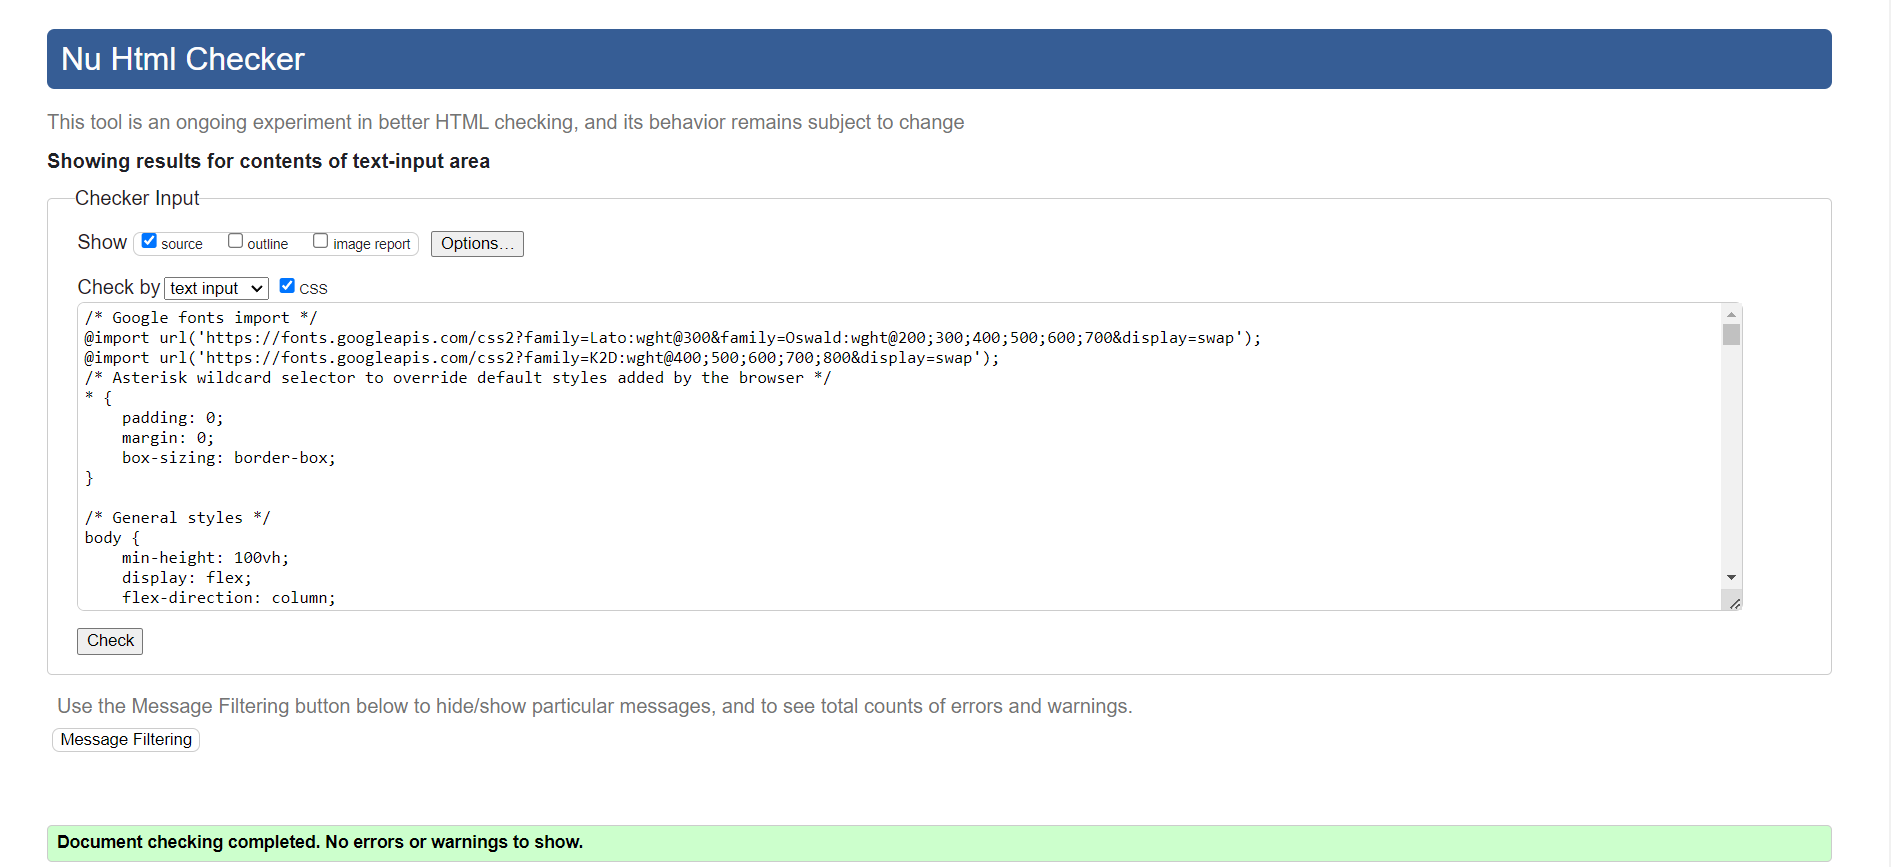 Nu Html Checker
This tool is an ongoing experiment in better HTML checking, and its behavior remains subject to change
Showing results for contents of text-input area
Checker Input
Show source outline image report Options...
Check by text input CSS
/* Google fonts import */
@import url('https://fonts.googleapis.com/css2?family=Lato:wght@300&family=Oswald:wght@200;300;400;500;600;700&display=swap');
@import url('https://fonts.googleapis.com/css2?family=K2D:wght@400;500;600;700;800&display=swap');
/* Asterisk wildcard selector to override default styles added by the browser */
* {
    padding: 0;
    margin: 0;
    box-sizing: border-box;
}
/* General styles */
body {
    min-height: 100vh;
    display: flex;
    flex-direction: column;
Check
Use the Message Filtering button below to hide/show particular messages, and to see total counts of errors and warnings.
Message Filtering
Document checking completed. No errors or warnings to show.